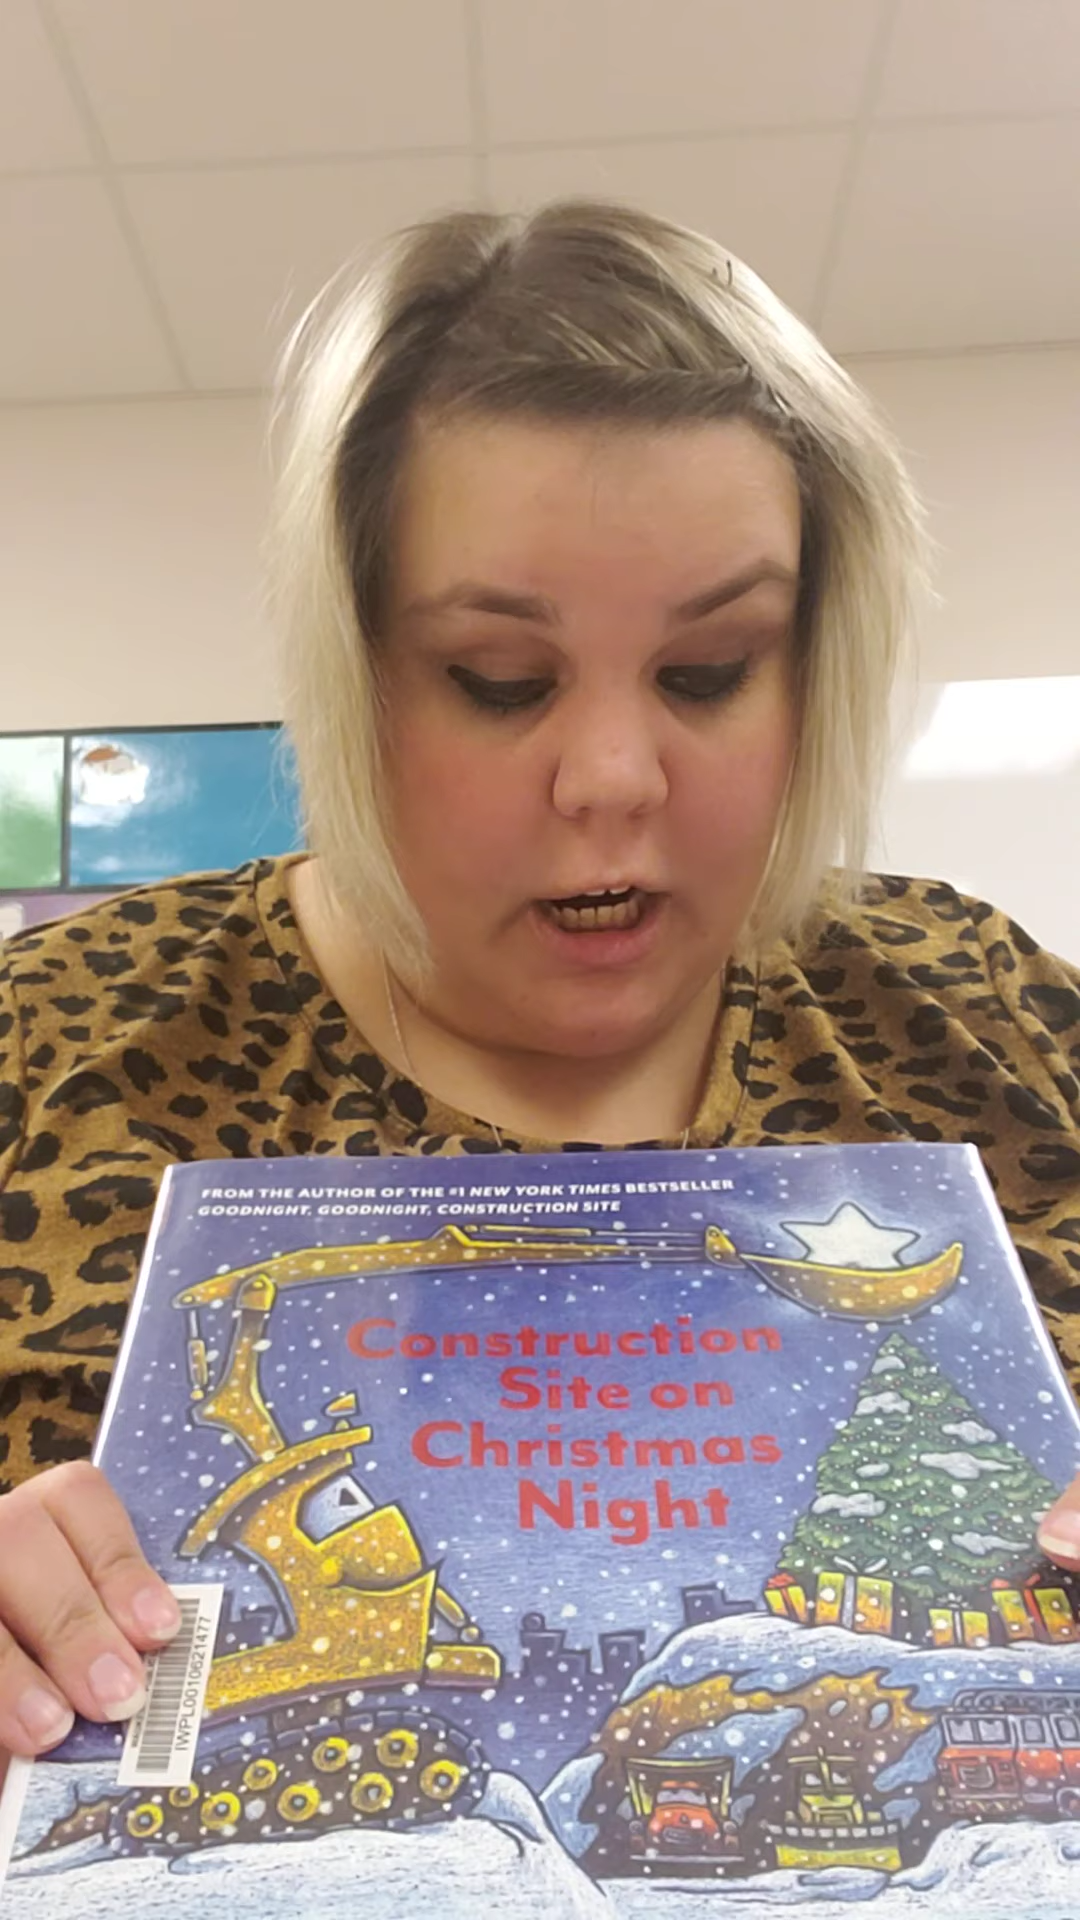 FROM THE AUTHOR OF THE #1 NEW YORK TIMES BESTSELLER
GOODNIGHT, GOODNIGHT, CONSTRUCTION SITE
Construction
Site on
Christmas
Night
IWPL0010621477